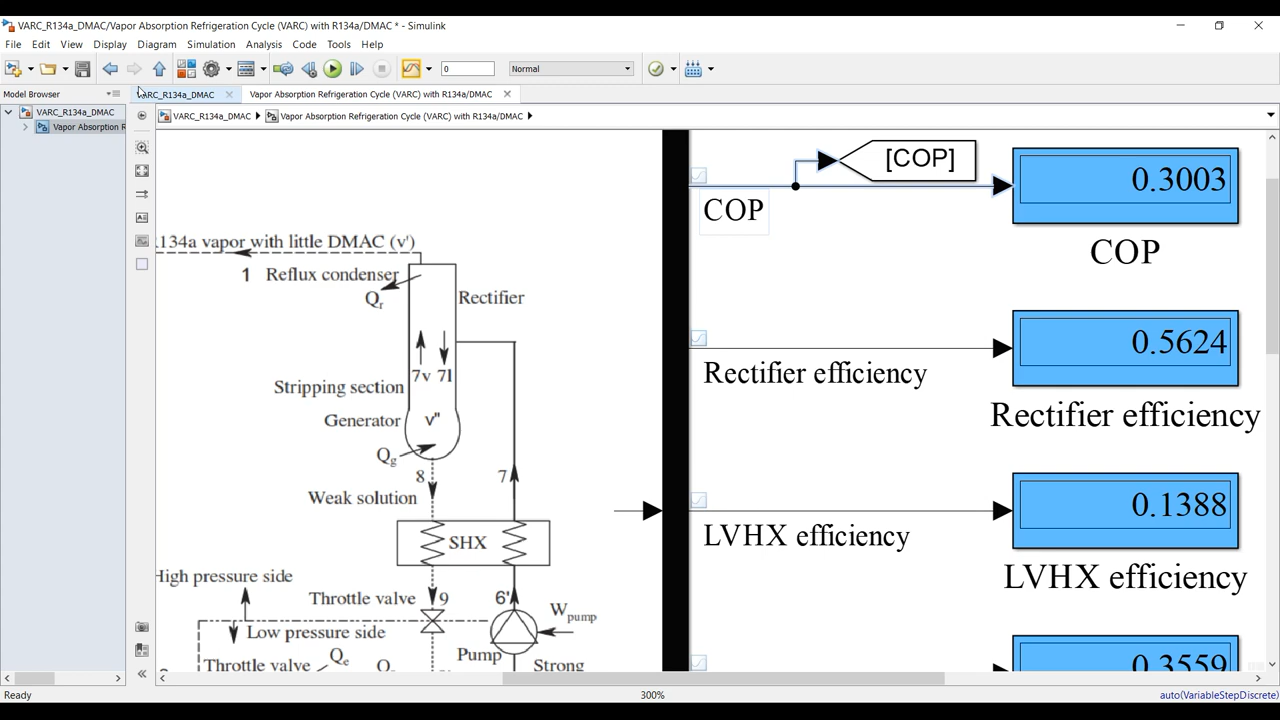 VARC_R134a_DMAC/Vapor Absorption Refrigeration Cycle (VARC) with R134a/DMAC * - Simulink
File Edit View Display Diagram Simulation Analysis Code Tools Help
0 Normal
Model Browser
VARC_R134a_DMAC
Vapor Absorption Refrigeration Cycle (VARC) with R134a/DMAC
VARC_R134a_DMAC
VARC_R134a_DMAC Vapor Absorption Refrigeration Cycle (VARC) with R134a/DMAC
Vapor Absorption R
[COP]
0.3003
COP
COP
R134a vapor with little DMAC (v')
1 Reflux condenser
Qr
Rectifier
0.5624
Rectifier efficiency
Rectifier efficiency
7v 7l
Stripping section
Generator v''
Qg
8 7
Weak solution
0.1388
LVHX efficiency
LVHX efficiency
SHX
High pressure side
Throttle valve 9 6'
Wpump
Low pressure side
Pump
Throttle valve Qe
Strong
0.3559
Ready 300% auto(VariableStepDiscrete)